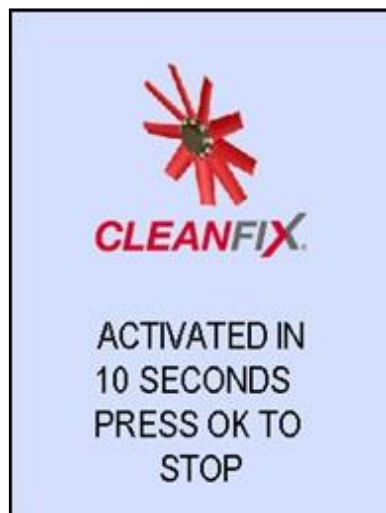 CLEANFIX®
ACTIVATED IN
10 SECONDS
PRESS OK TO
STOP